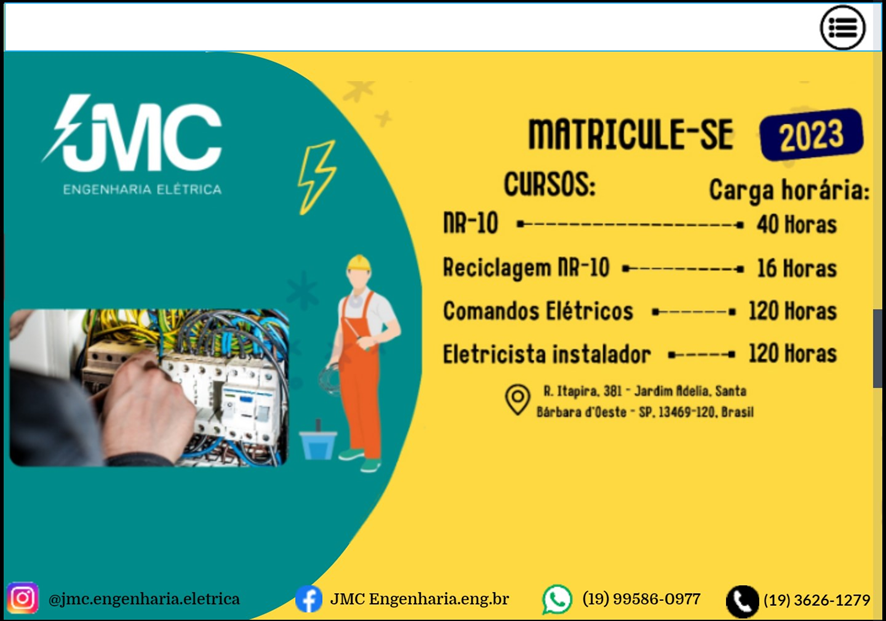 JMC
ENGENHARIA ELÉTRICA
MATRICULE-SE 2023
CURSOS: Carga horária:
NR-10 40 Horas
Reciclagem NR-10 16 Horas
Comandos Elétricos 120 Horas
Eletricista instalador 120 Horas
R. Itapira, 381 - Jardim Adelia, Santa
Bárbara d'Oeste - SP, 13469-120, Brasil
@jmc.engenharia.eletrica JMC Engenharia.eng.br (19) 99586-0977 (19) 3626-1279